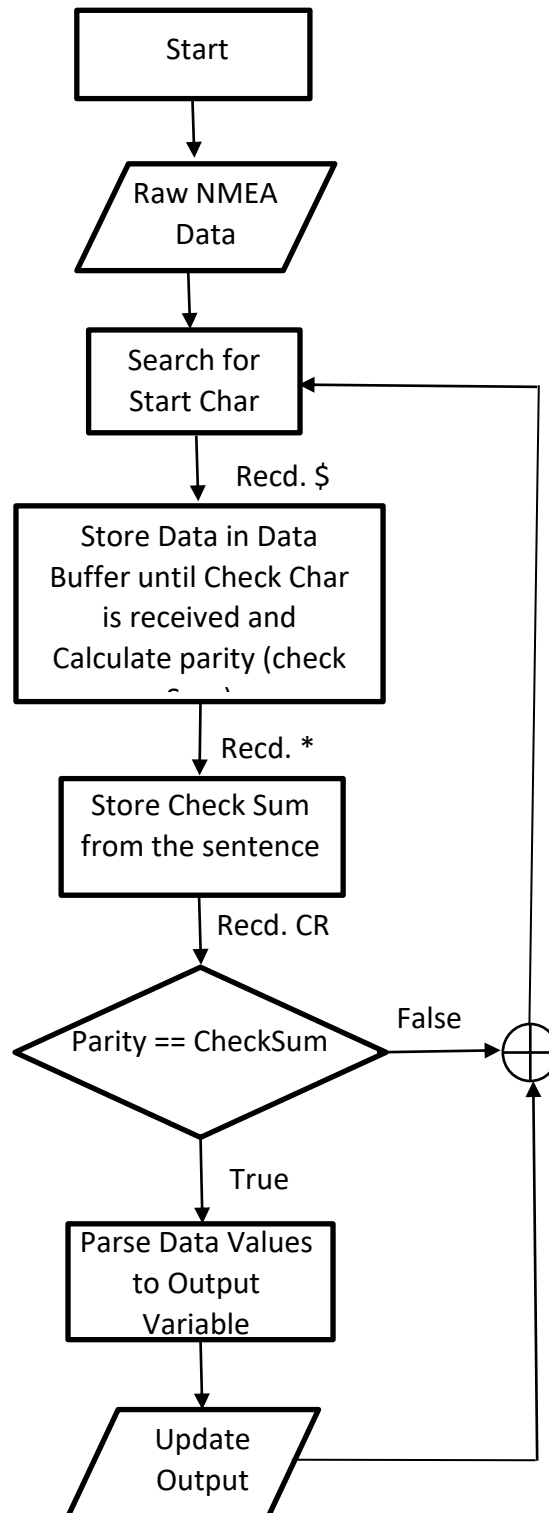 Start
Raw NMEA
Data
Search for
Start Char
Recd. $
Store Data in Data
Buffer until Check Char
is received and
Calculate parity (check
Recd. *
Store Check Sum
from the sentence
Recd. CR
Parity == CheckSum
False
True
Parse Data Values
to Output
Variable
Update
Output